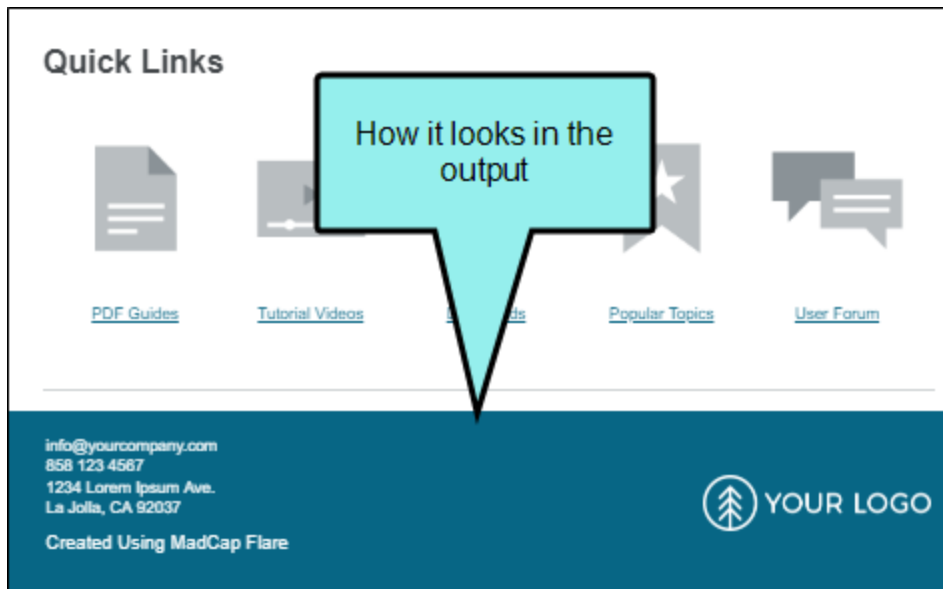 Quick Links
How it looks in the
output
PDF Guides
Tutorial Videos
Popular Topics
User Forum
info@yourcompany.com
858 123 4567
1234 Lorem Ipsum Ave.
La Jolla, CA 92037
Created Using MadCap Flare
YOUR LOGO